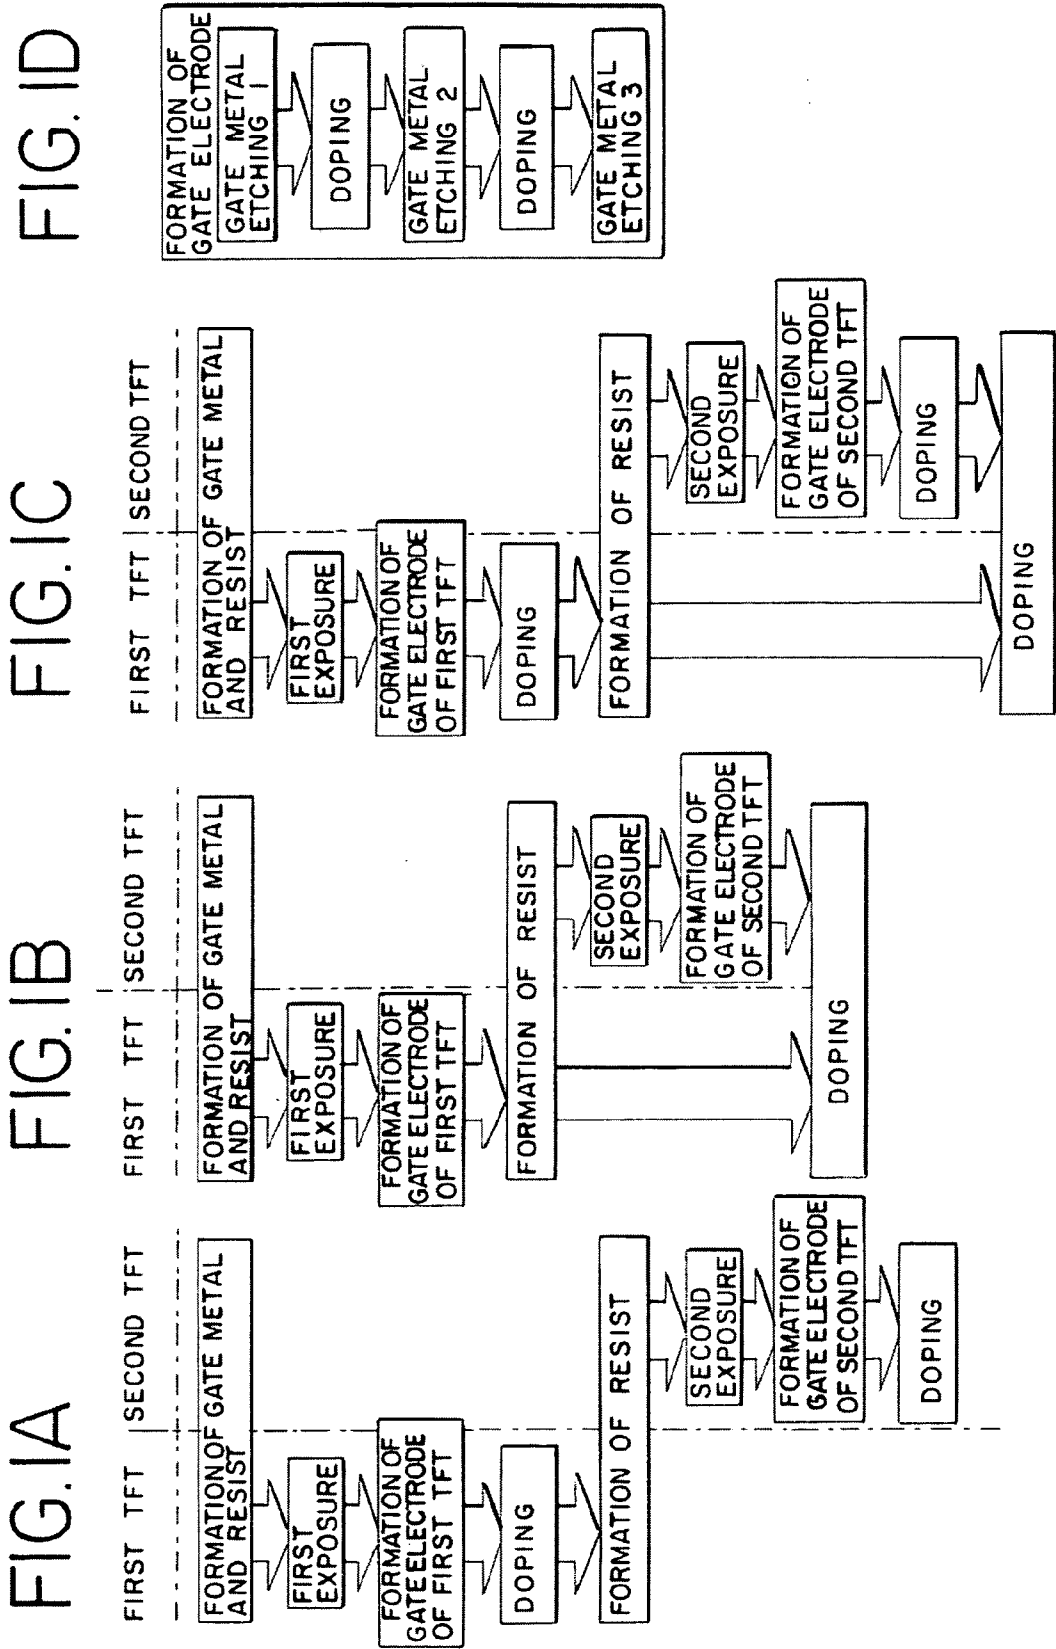 FIG. 1A
FIRST TFT
SECOND TFT
FORMATION OF GATE METAL
AND RESIST
FIRST
EXPOSURE
FORMATION OF
GATE ELECTRODE
OF FIRST TFT
DOPING
FORMATION OF RESIST
SECOND
EXPOSURE
FORMATION OF
GATE ELECTRODE
OF SECOND TFT
DOPING
FIG. 1B
FIRST TFT
SECOND TFT
FORMATION OF GATE METAL
AND RESIST
FIRST
EXPOSURE
FORMATION OF
GATE ELECTRODE
OF FIRST TFT
FORMATION OF RESIST
SECOND
EXPOSURE
FORMATION OF
GATE ELECTRODE
OF SECOND TFT
DOPING
FIG. 1C
FIRST TFT
SECOND TFT
FORMATION OF GATE METAL
AND RESIST
FIRST
EXPOSURE
FORMATION OF
GATE ELECTRODE
OF FIRST TFT
DOPING
FORMATION OF RESIST
SECOND
EXPOSURE
FORMATION OF
GATE ELECTRODE
OF SECOND TFT
DOPING
DOPING
FIG. 1D
FORMATION OF
GATE ELECTRODE
GATE METAL
ETCHING 1
DOPING
GATE METAL
ETCHING 2
DOPING
GATE METAL
ETCHING 3